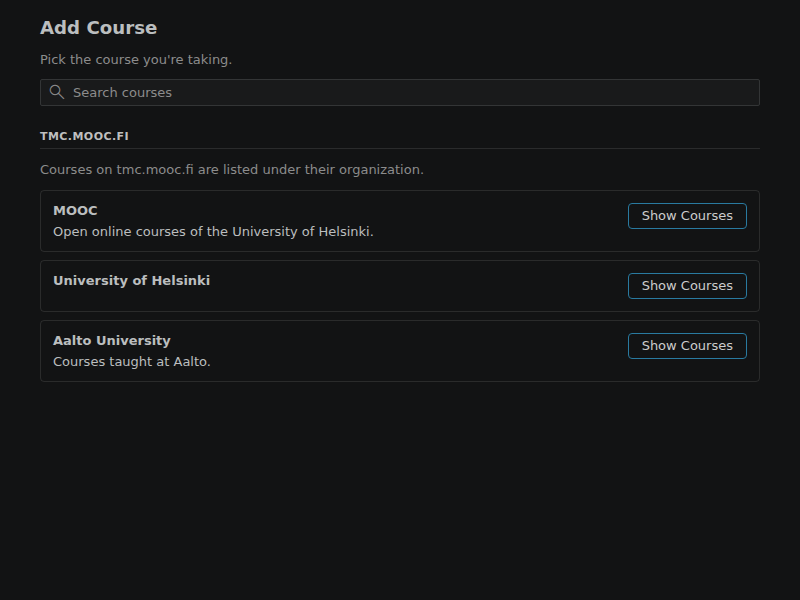 Add Course
Pick the course you're taking.
Search courses
TMC.MOOC.FI
Courses on tmc.mooc.fi are listed under their organization.
MOOC
Show Courses
Open online courses of the University of Helsinki.
University of Helsinki
Show Courses
Aalto University
Show Courses
Courses taught at Aalto.